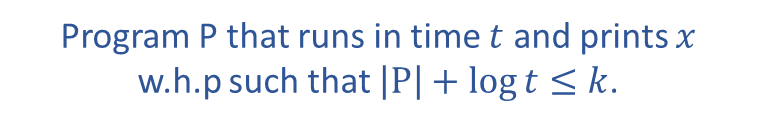 Program P that runs in time t and prints x
w.h.p such that |P| + log t ≤ k.